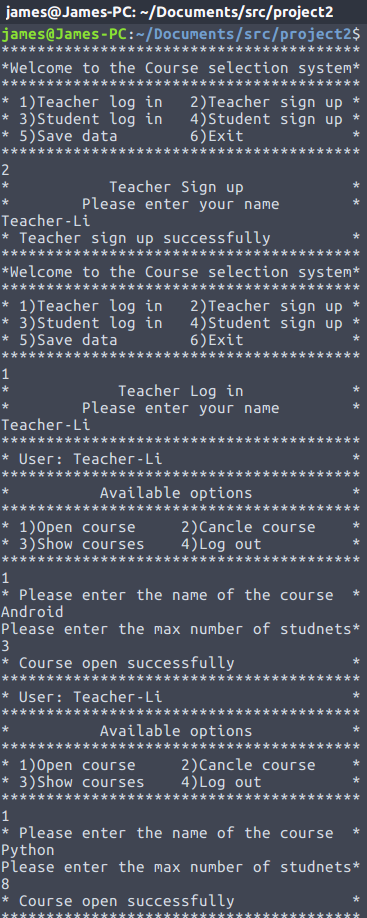 james@James-PC: ~/Documents/src/project2
james@James-PC:~/Documents/src/project2$
****************************************
*Welcome to the Course selection system*
****************************************
* 1)Teacher log in   2)Teacher sign up *
* 3)Student log in   4)Student sign up *
* 5)Save data        6)Exit            *
****************************************
2
*           Teacher Sign up            *
*        Please enter your name        *
Teacher-Li
* Teacher sign up successfully         *
****************************************
*Welcome to the Course selection system*
****************************************
* 1)Teacher log in   2)Teacher sign up *
* 3)Student log in   4)Student sign up *
* 5)Save data        6)Exit            *
****************************************
1
*            Teacher Log in            *
*        Please enter your name        *
Teacher-Li
****************************************
* User: Teacher-Li                     *
****************************************
*          Available options           *
****************************************
* 1)Open course     2)Cancle course    *
* 3)Show courses    4)Log out          *
****************************************
1
* Please enter the name of the course  *
Android
Please enter the max number of studnets*
3
* Course open successfully             *
****************************************
* User: Teacher-Li                     *
****************************************
*          Available options           *
****************************************
* 1)Open course     2)Cancle course    *
* 3)Show courses    4)Log out          *
****************************************
1
* Please enter the name of the course  *
Python
Please enter the max number of studnets*
8
* Course open successfully             *
****************************************